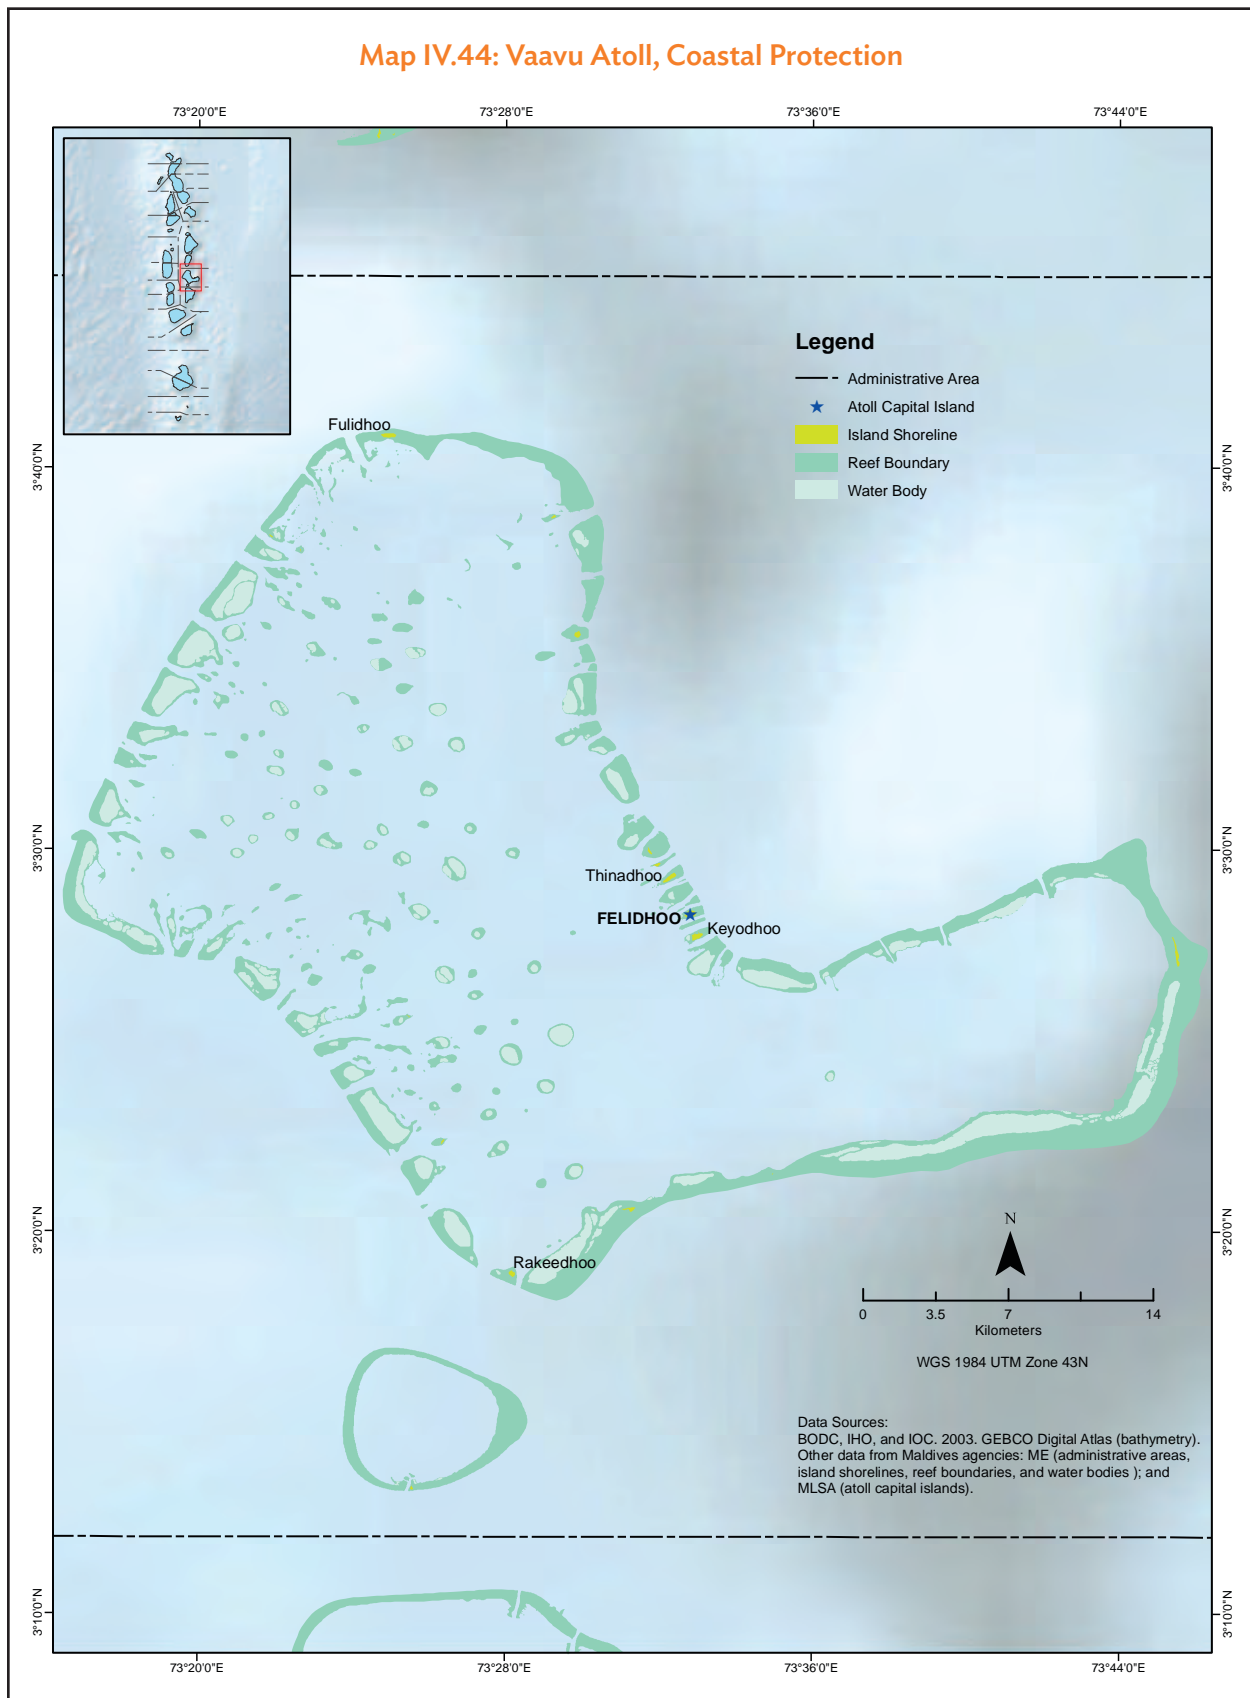 Map IV.44: Vaavu Atoll, Coastal Protection
73°20'0"E
73°28'0"E
73°36'0"E
73°44'0"E
Legend
Administrative Area
Atoll Capital Island
Island Shoreline
Reef Boundary
Water Body
Fulidhoo
3°40'0"N
3°40'0"N
3°30'0"N
3°30'0"N
Thinadhoo
FELIDHOO
Keyodhoo
3°20'0"N
3°20'0"N
Rakeedhoo
N
0
3.5
7
14
Kilometers
WGS 1984 UTM Zone 43N
Data Sources:
BODC, IHO, and IOC. 2003. GEBCO Digital Atlas (bathymetry).
Other data from Maldives agencies: ME (administrative areas,
island shorelines, reef boundaries, and water bodies ); and
MLSA (atoll capital islands).
3°10'0"N
3°10'0"N
73°20'0"E
73°28'0"E
73°36'0"E
73°44'0"E